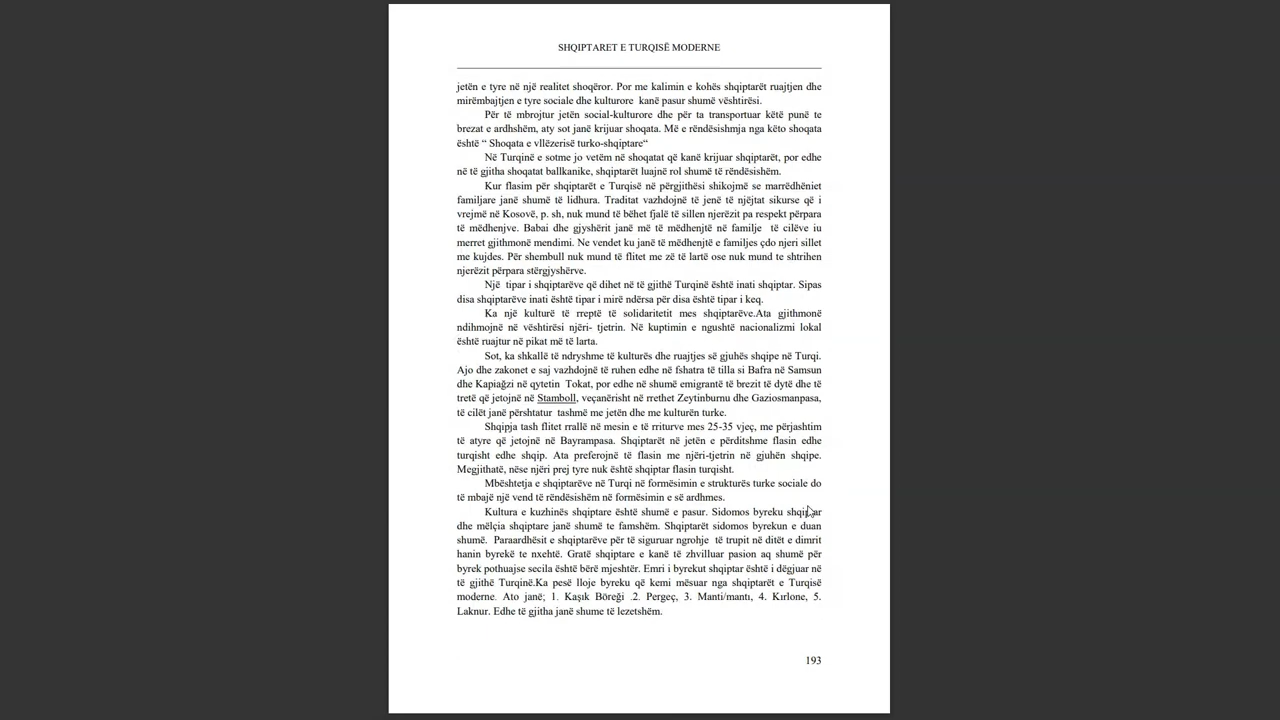 SHQIPTARET E TURQISË MODERNE
jetën e tyre në një realitet shoqëror. Por me kalimin e kohës shqiptarët ruajtjen dhe
mirëmbajtjen e tyre sociale dhe kulturore kanë pasur shumë vështirësi.
Për të mbrojtur jetën social-kulturore dhe për ta transportuar këtë punë te
brezat e ardhshëm, aty sot janë krijuar shoqata. Më e rëndësishmja nga këto shoqata
është “ Shoqata e vllëzerisë turko-shqiptare“
Në Turqinë e sotme jo vetëm në shoqatat që kanë krijuar shqiptarët, por edhe
në të gjitha shoqatat ballkanike, shqiptarët luajnë rol shumë të rëndësishëm.
Kur flasim për shqiptarët e Turqisë në përgjithësi shikojmë se marrëdhëniet
familjare janë shumë të lidhura. Traditat vazhdojnë të jenë të njëjtat sikurse që i
vrejmë në Kosovë, p. sh, nuk mund të bëhet fjalë të sillen njerëzit pa respekt përpara
të mëdhenjve. Babai dhe gjyshërit janë më të mëdhenjtë në familje të cilëve iu
merret gjithmonë mendimi. Ne vendet ku janë të mëdhenjtë e familjes çdo njeri sillet
me kujdes. Për shembull nuk mund të flitet me zë të lartë ose nuk mund te shtrihen
njerëzit përpara stërgjyshërve.
Një tipar i shqiptarëve që dihet në të gjithë Turqinë është inati shqiptar. Sipas
disa shqiptarëve inati është tipar i mirë ndërsa për disa është tipar i keq.
Ka një kulturë të rreptë të solidaritetit mes shqiptarëve.Ata gjithmonë
ndihmojnë në vështirësi njëri- tjetrin. Në kuptimin e ngushtë nacionalizmi lokal
është ruajtur në pikat më të larta.
Sot, ka shkallë të ndryshme të kulturës dhe ruajtjes së gjuhës shqipe në Turqi.
Ajo dhe zakonet e saj vazhdojnë të ruhen edhe në fshatra të tilla si Bafra në Samsun
dhe Kapiağzi në qytetin Tokat, por edhe në shumë emigrantë të brezit të dytë dhe të
tretë që jetojnë në Stamboll, veçanërisht në rrethet Zeytinburnu dhe Gaziosmanpasa,
të cilët janë përshtatur tashmë me jetën dhe me kulturën turke.
Shqipja tash flitet rrallë në mesin e të rriturve mes 25-35 vjeç, me përjashtim
të atyre që jetojnë në Bayrampasa. Shqiptarët në jetën e përditshme flasin edhe
turqisht edhe shqip. Ata preferojnë të flasin me njëri-tjetrin në gjuhën shqipe.
Megjithatë, nëse njëri prej tyre nuk është shqiptar flasin turqisht.
Mbështetja e shqiptarëve në Turqi në formësimin e strukturës turke sociale do
të mbajë një vend të rëndësishëm në formësimin e së ardhmes.
Kultura e kuzhinës shqiptare është shumë e pasur. Sidomos byreku shqiptar
dhe mëlçia shqiptare janë shumë te famshëm. Shqiptarët sidomos byrekun e duan
shumë. Paraardhësit e shqiptarëve për të siguruar ngrohje të trupit në ditët e dimrit
hanin byrekë te nxehtë. Gratë shqiptare e kanë të zhvilluar pasion aq shumë për
byrek pothuajse secila është bërë mjeshtër. Emri i byrekut shqiptar është i dëgjuar në
të gjithë Turqinë.Ka pesë lloje byreku që kemi mësuar nga shqiptarët e Turqisë
moderne. Ato janë; 1. Kaşık Böreği .2. Pergeç, 3. Manti/mantı, 4. Kırlone, 5.
Laknur. Edhe të gjitha janë shume të lezetshëm.
193